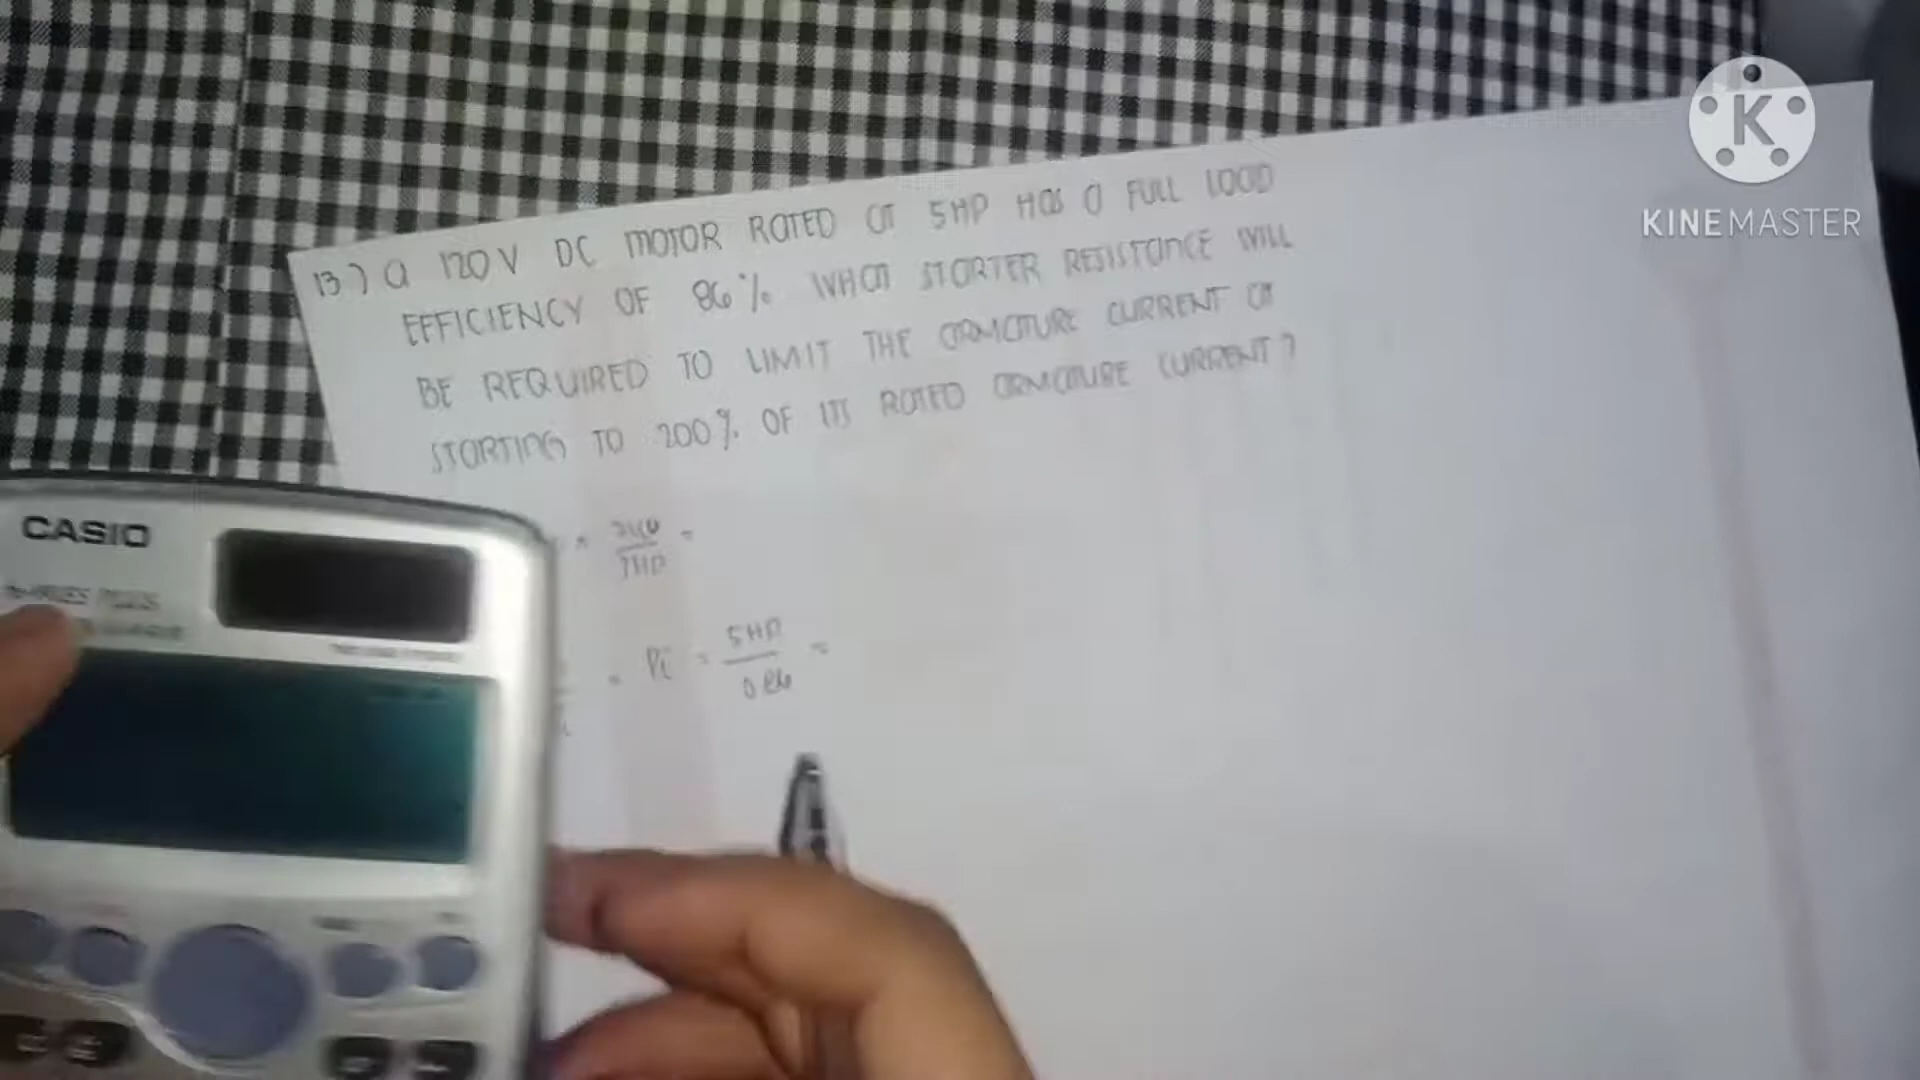 K
KINEMASTER
13.) A 120V DC MOTOR RATED AT 5HP HAS A FULL LOAD
EFFICIENCY OF 86% WHAT STARTER RESISTANCE WILL
BE REQUIRED TO LIMIT THE ARMATURE CURRENT AT
STARTING TO 200% OF ITS RATED ARMATURE CURRENT?
CASIO
746
1HP
=
= Pi = 5HP
0.86
=